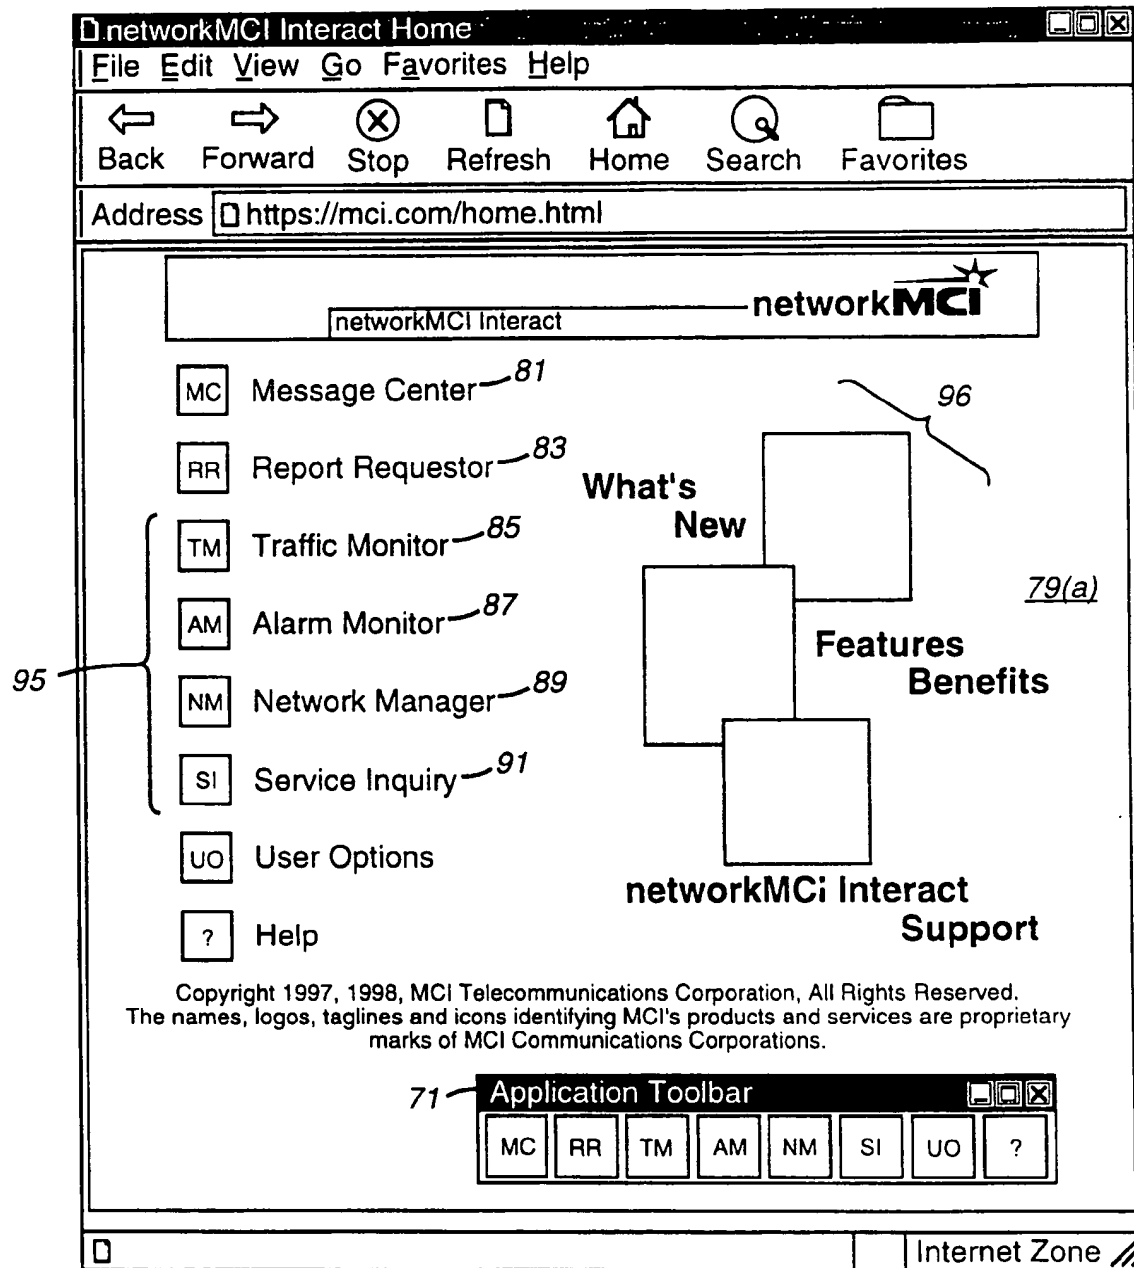 networkMCI Interact Home
File Edit View Go Favorites Help
Back Forward Stop Refresh Home Search Favorites
Address https://mci.com/home.html
networkMCI Interact
networkMCI
MC Message Center 81
96
RR Report Requestor 83
What's
New
TM Traffic Monitor 85
79(a)
AM Alarm Monitor 87
Features
Benefits
95
NM Network Manager 89
SI Service Inquiry 91
UO User Options
networkMCi Interact
Support
? Help
Copyright 1997, 1998, MCI Telecommunications Corporation, All Rights Reserved.
The names, logos, taglines and icons identifying MCI's products and services are proprietary
marks of MCI Communications Corporations.
71 Application Toolbar
MC RR TM AM NM SI UO ?
Internet Zone